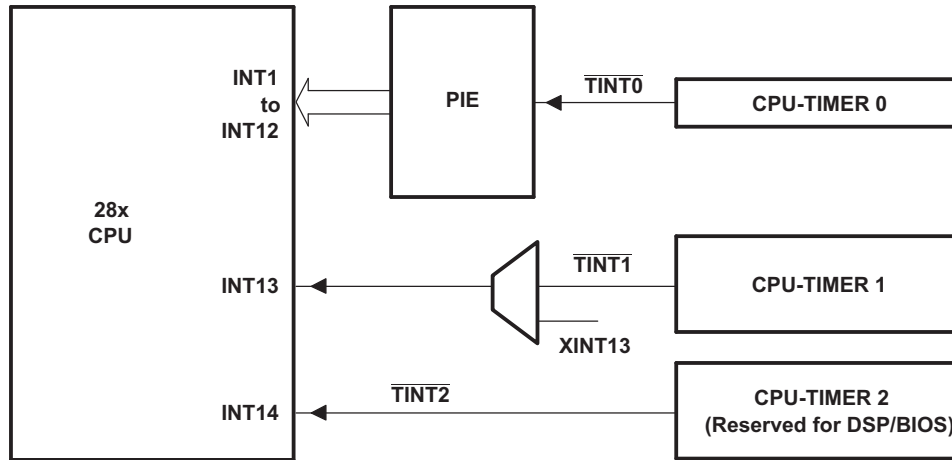 INT1
to
INT12
PIE
TINT0
CPU-TIMER 0
28x
CPU
INT13
TINT1
XINT13
CPU-TIMER 1
INT14
TINT2
CPU-TIMER 2
(Reserved for DSP/BIOS)